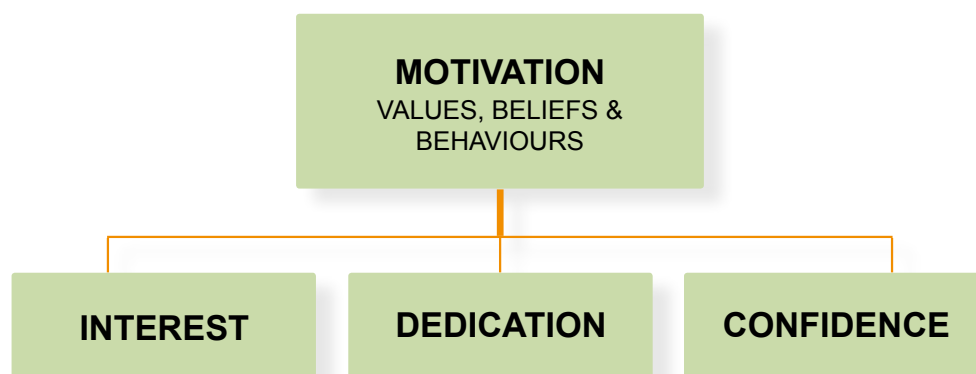 MOTIVATION
VALUES, BELIEFS &
BEHAVIOURS
INTEREST
DEDICATION
CONFIDENCE